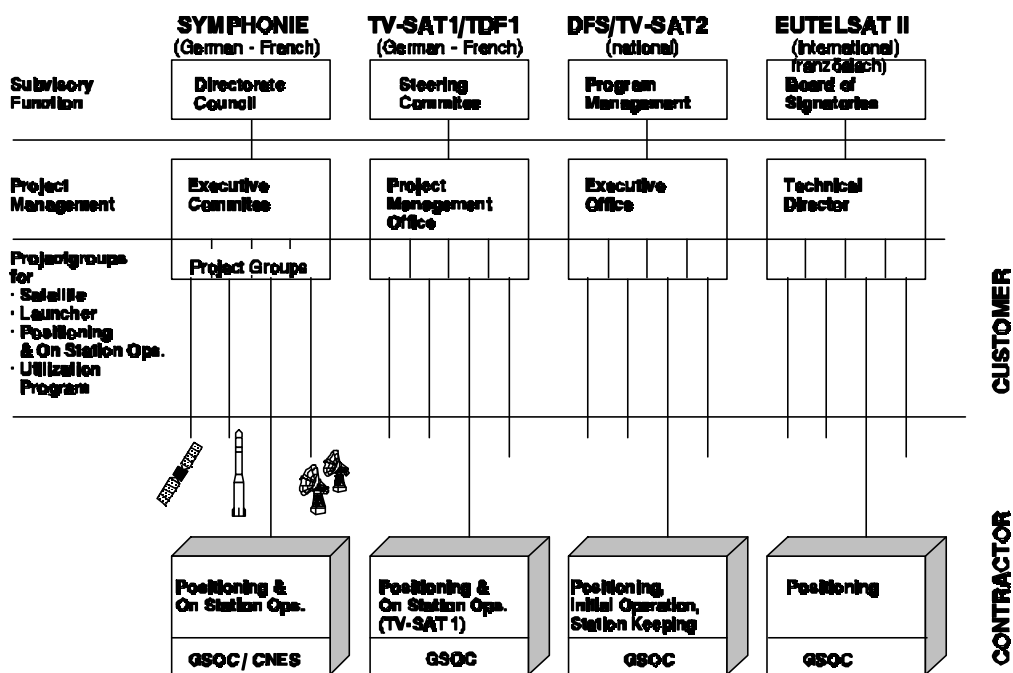 SYMPHONIE
(German - French)
TV-SAT1/TDF1
(German - French)
DFS/TV-SAT2
(national)
EUTELSAT II
(International)
französisch)
Subvisory
Function
Directorate
Council
Steering
Commitee
Program
Management
Board of
Signatories
Project
Management
Executive
Commitee
Project
Management
Office
Executive
Office
Technical
Director
Projectgroups
for
· Satellite
· Launcher
· Positioning
& On Station Ops.
· Utilization
Program
Project Groups
CUSTOMER
CONTRACTOR
Positioning &
On Station Ops.
GSOC / CNES
Positioning &
On Station Ops.
(TV-SAT 1)
GSOC
Positioning,
Initial Operation,
Station Keeping
GSOC
Positioning
GSOC